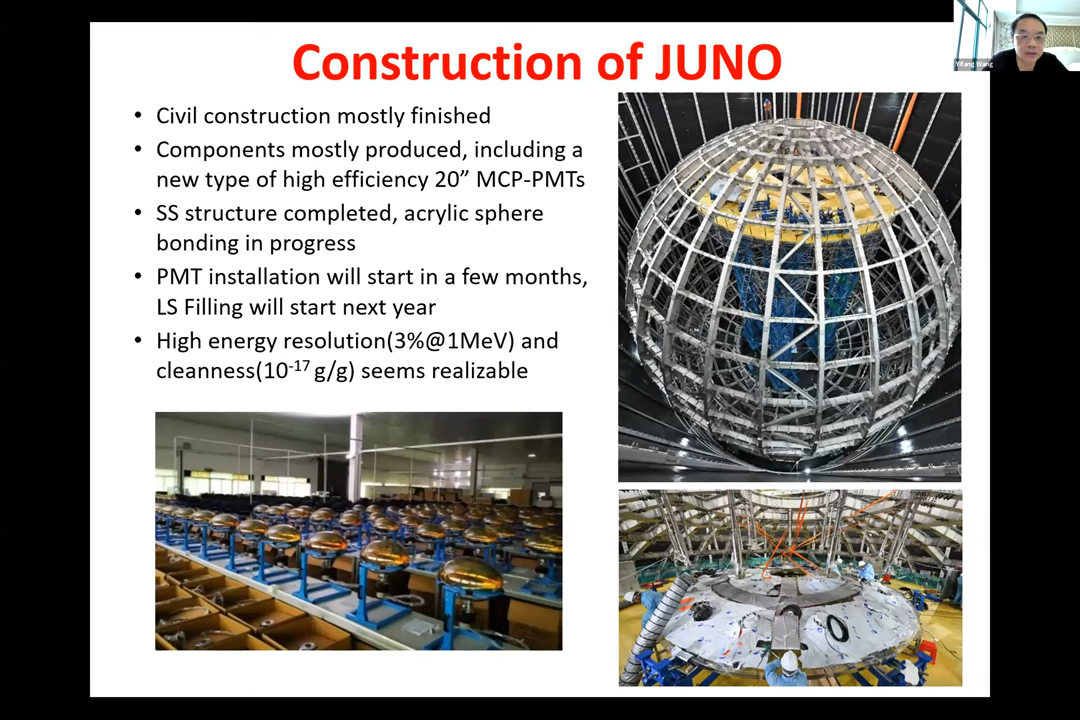 Construction of JUNO
Yifang Wang
• Civil construction mostly finished
• Components mostly produced, including a
new type of high efficiency 20” MCP-PMTs
• SS structure completed, acrylic sphere
bonding in progress
• PMT installation will start in a few months,
LS Filling will start next year
• High energy resolution(3%@1MeV) and
cleanness(10⁻¹⁷ g/g) seems realizable